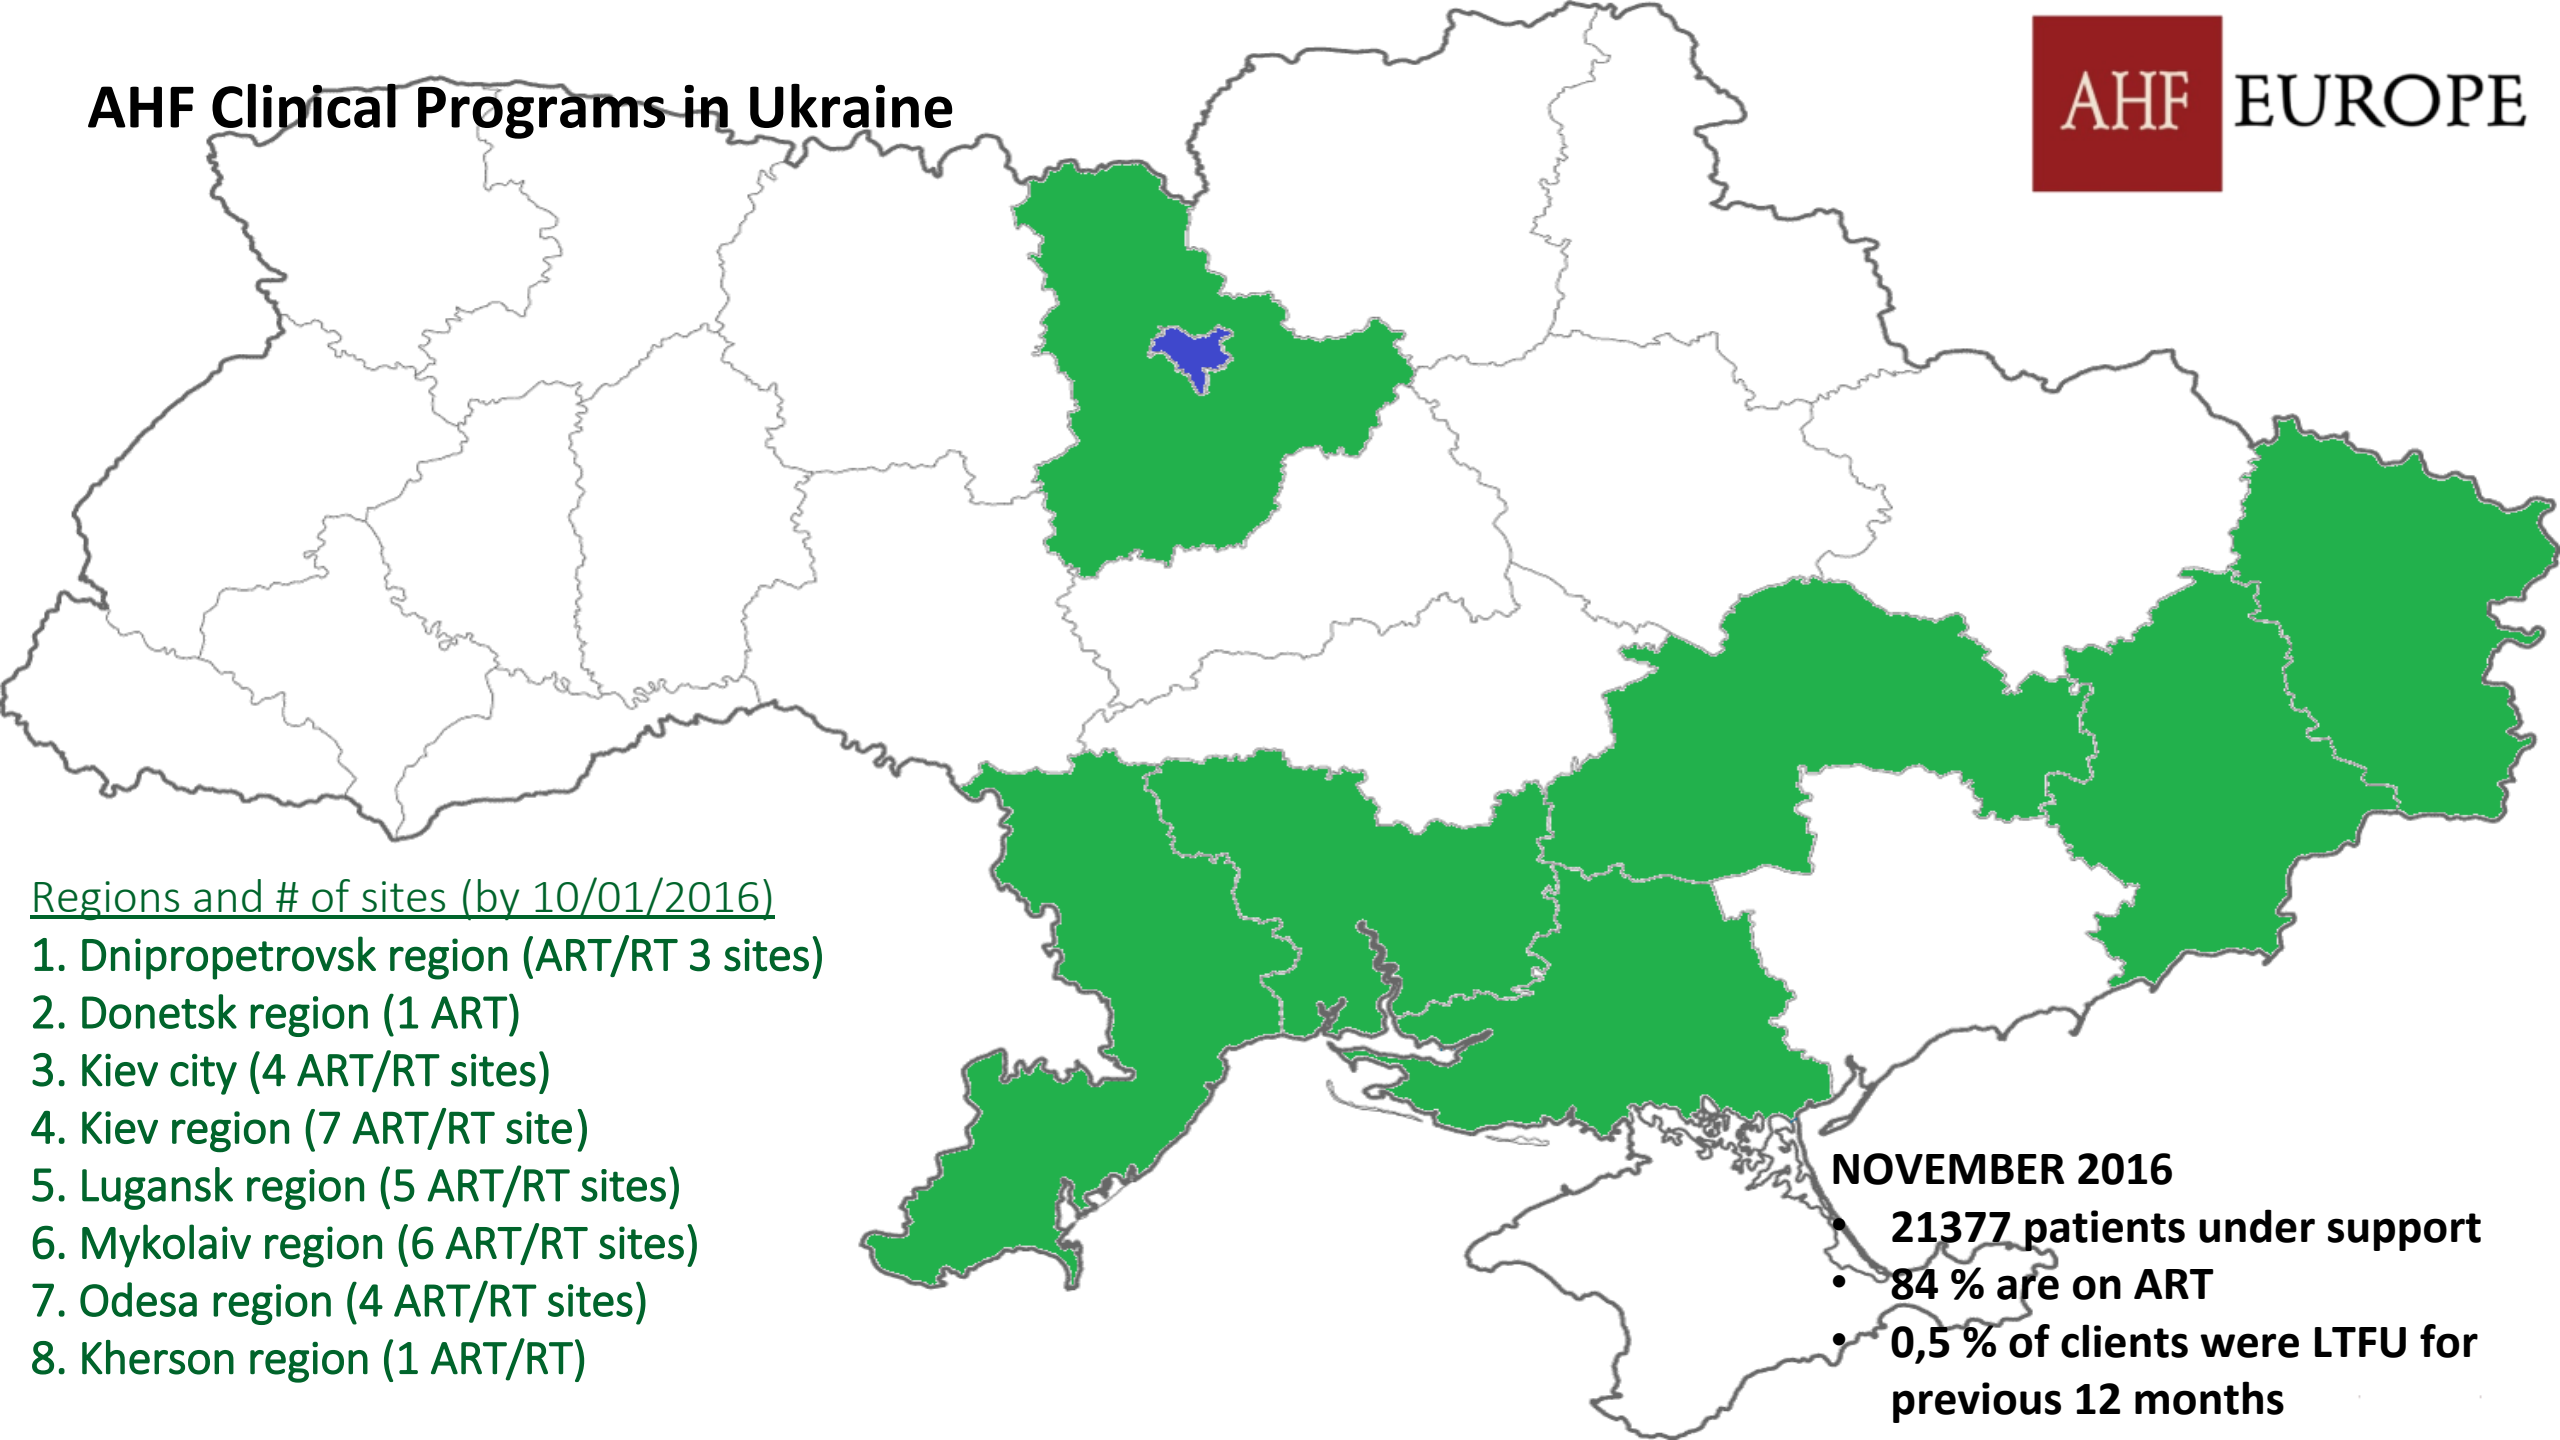 AHF Clinical Programs in Ukraine
AHF EUROPE
Regions and # of sites (by 10/01/2016)
1. Dnipropetrovsk region (ART/RT 3 sites)
2. Donetsk region (1 ART)
3. Kiev city (4 ART/RT sites)
4. Kiev region (7 ART/RT site)
5. Lugansk region (5 ART/RT sites)
6. Mykolaiv region (6 ART/RT sites)
7. Odesa region (4 ART/RT sites)
8. Kherson region (1 ART/RT)
NOVEMBER 2016
• 21377 patients under support
• 84 % are on ART
• 0,5 % of clients were LTFU for
previous 12 months